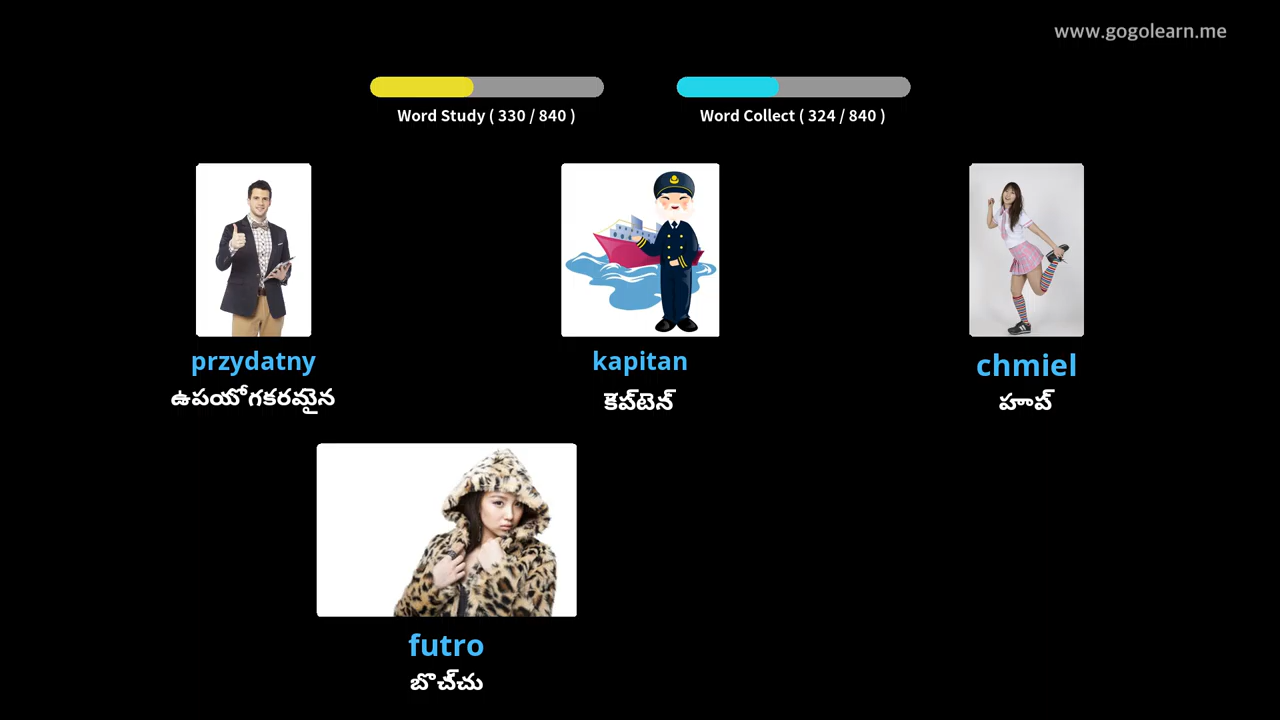 www.gogolearn.me
Word Study ( 330 / 840 )
Word Collect ( 324 / 840 )
przydatny
ఉపయోగకరమైన
kapitan
కెప్టెన్
chmiel
హాప్
futro
బొచ్చు